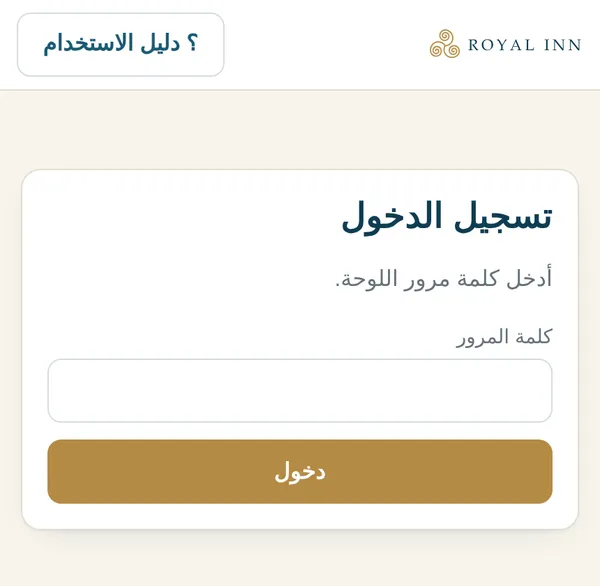 ROYAL INN
؟ دليل الاستخدام
تسجيل الدخول
أدخل كلمة مرور اللوحة.
كلمة المرور
دخول